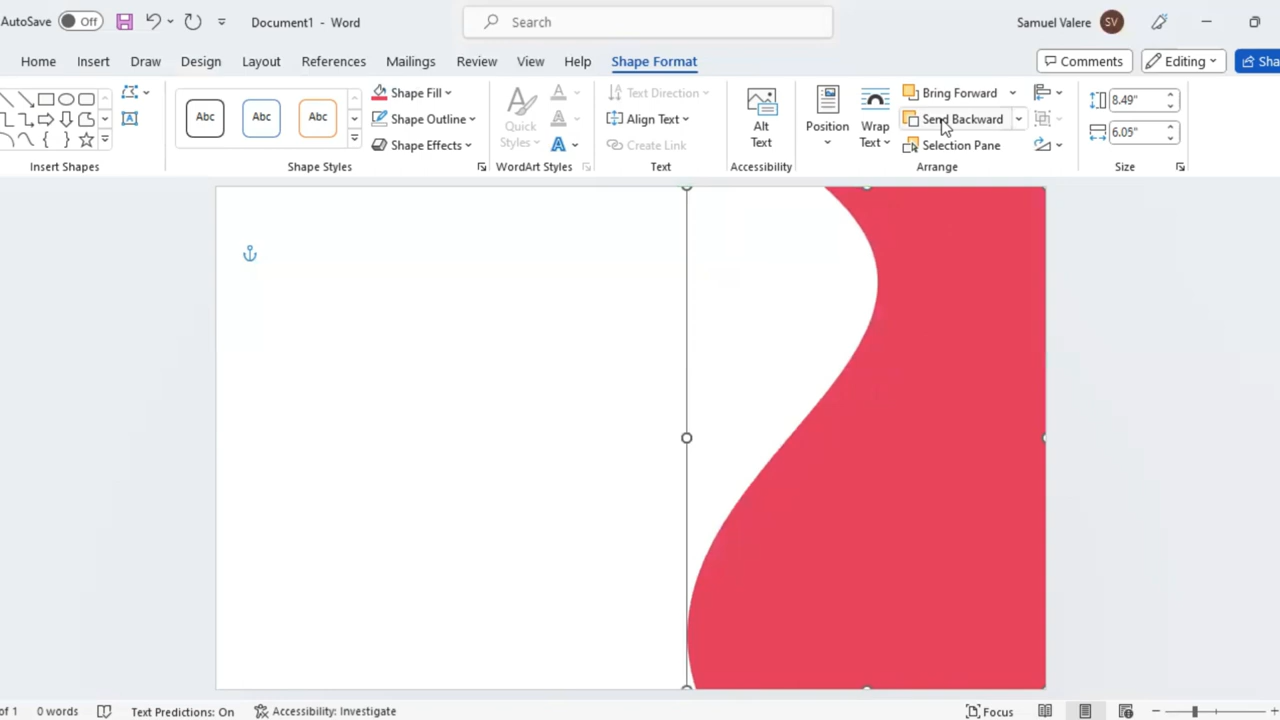 AutoSave Off Document1 - Word Search Samuel Valere SV
Home Insert Draw Design Layout References Mailings Review View Help Shape Format Comments Editing Sha
Abc Abc Abc
Shape Fill
Shape Outline
Shape Effects
Quick
Styles
Text Direction
Align Text
Create Link
Alt
Text
Position
Wrap
Text
Bring Forward
Send Backward
Selection Pane
8.49"
6.05"
Insert Shapes Shape Styles WordArt Styles Text Accessibility Arrange Size
of 1 0 words Text Predictions: On Accessibility: Investigate Focus